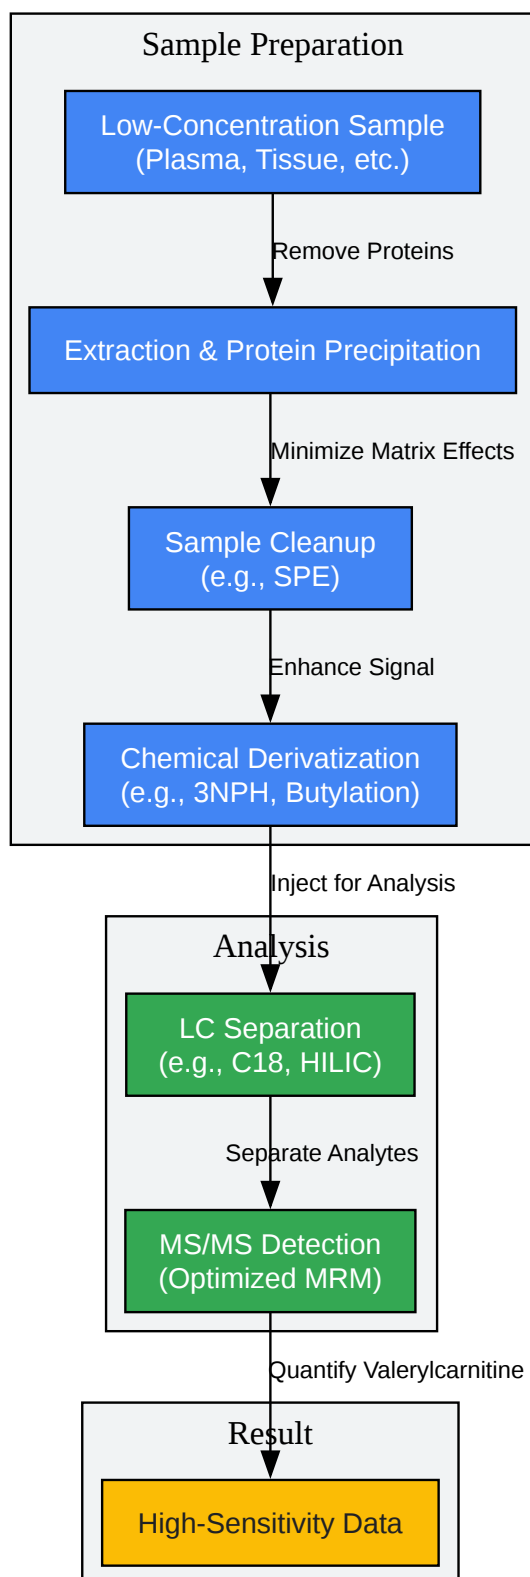 Sample Preparation
Low-Concentration Sample
(Plasma, Tissue, etc.)
Remove Proteins
Extraction & Protein Precipitation
Minimize Matrix Effects
Sample Cleanup
(e.g., SPE)
Enhance Signal
Chemical Derivatization
(e.g., 3NPH, Butylation)
Inject for Analysis
Analysis
LC Separation
(e.g., C18, HILIC)
Separate Analytes
MS/MS Detection
(Optimized MRM)
Quantify Valerylcarnitine
Result
High-Sensitivity Data